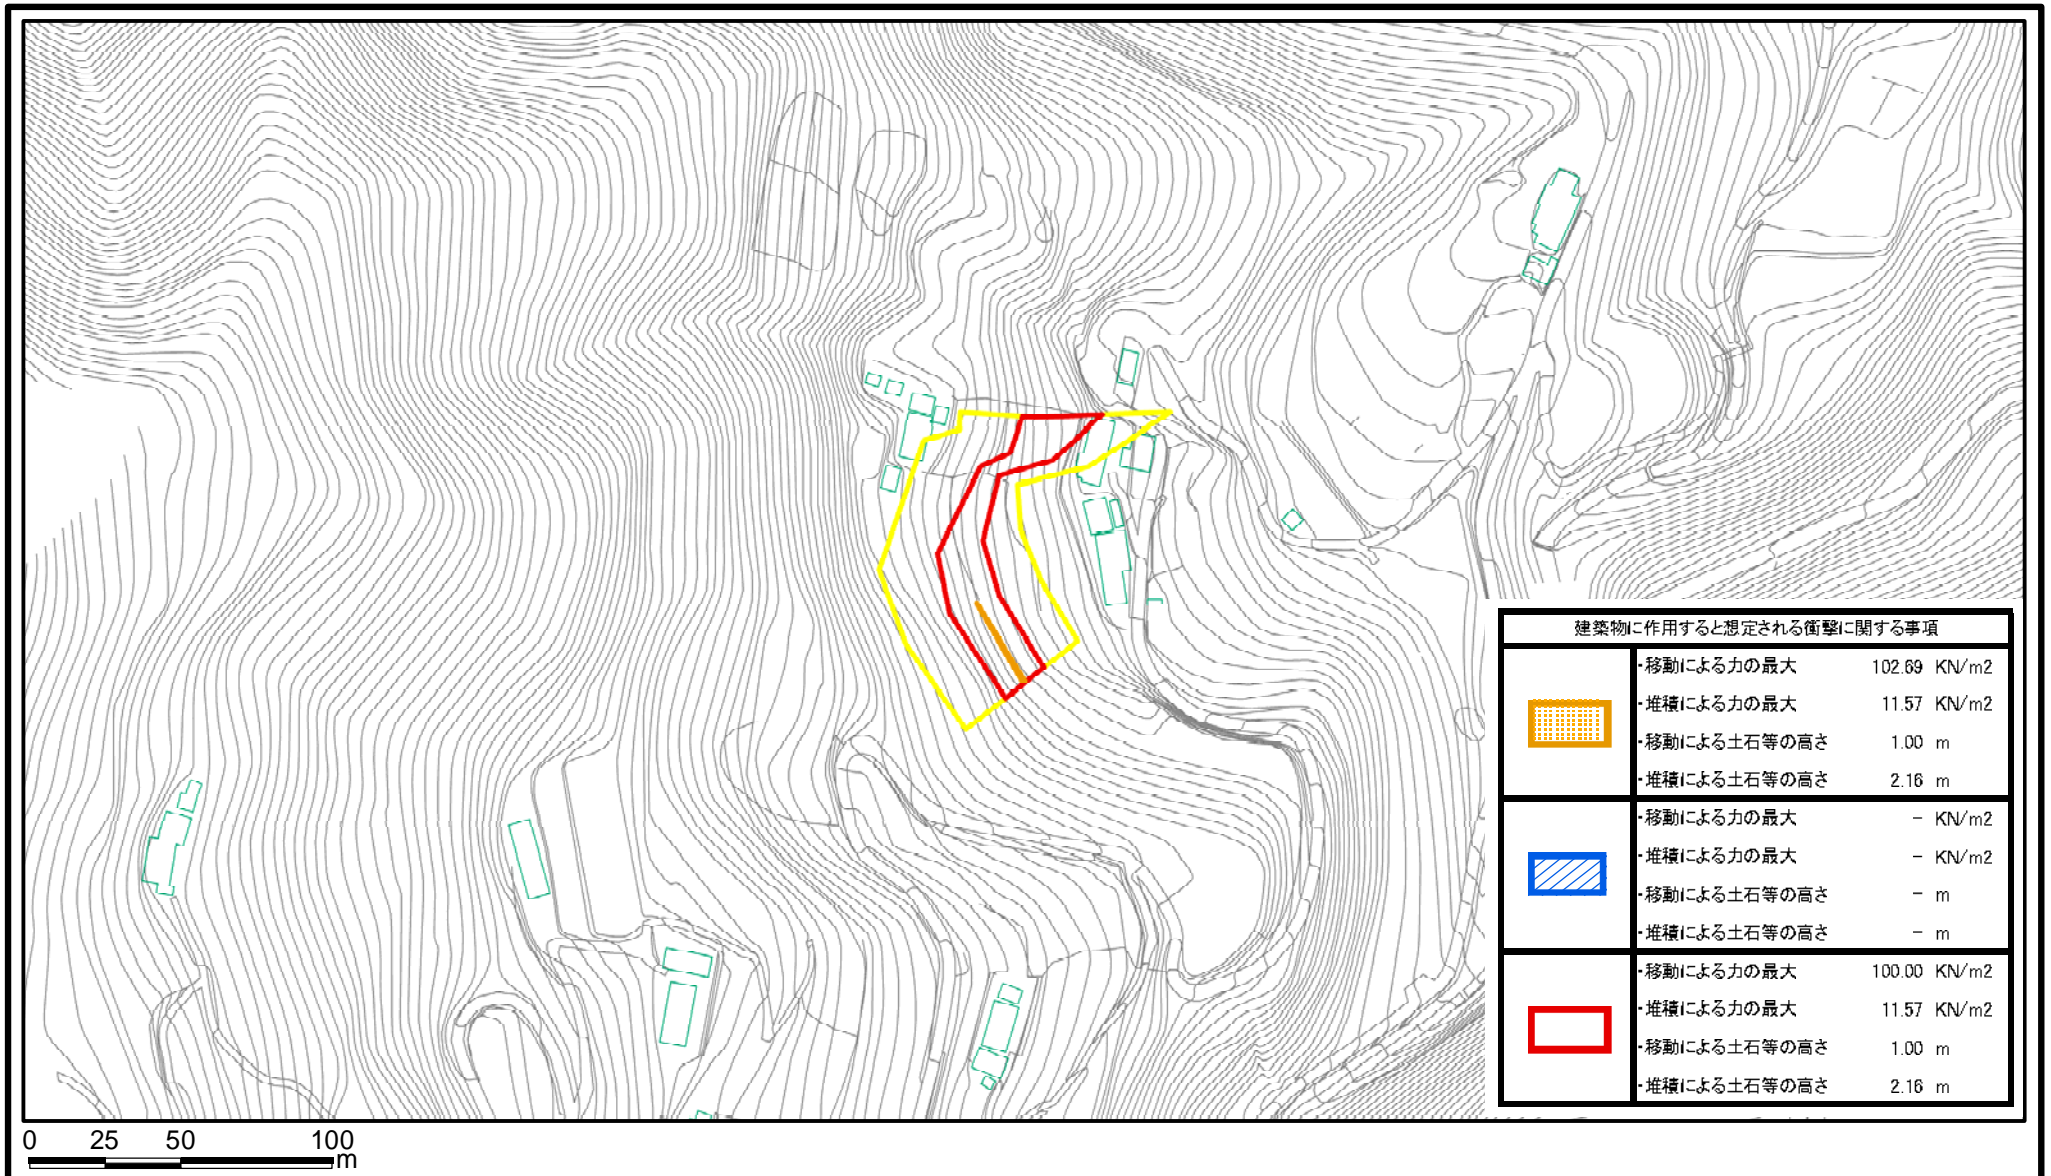 建築物に作用すると想定される衝撃に関する事項
・移動による力の最大 102.69 KN/m2
・堆積による力の最大 11.57 KN/m2
・移動による土石等の高さ 1.00 m
・堆積による土石等の高さ 2.16 m
・移動による力の最大 - KN/m2
・堆積による力の最大 - KN/m2
・移動による土石等の高さ - m
・堆積による土石等の高さ - m
・移動による力の最大 100.00 KN/m2
・堆積による力の最大 11.57 KN/m2
・移動による土石等の高さ 1.00 m
・堆積による土石等の高さ 2.16 m
0 25 50 100
m